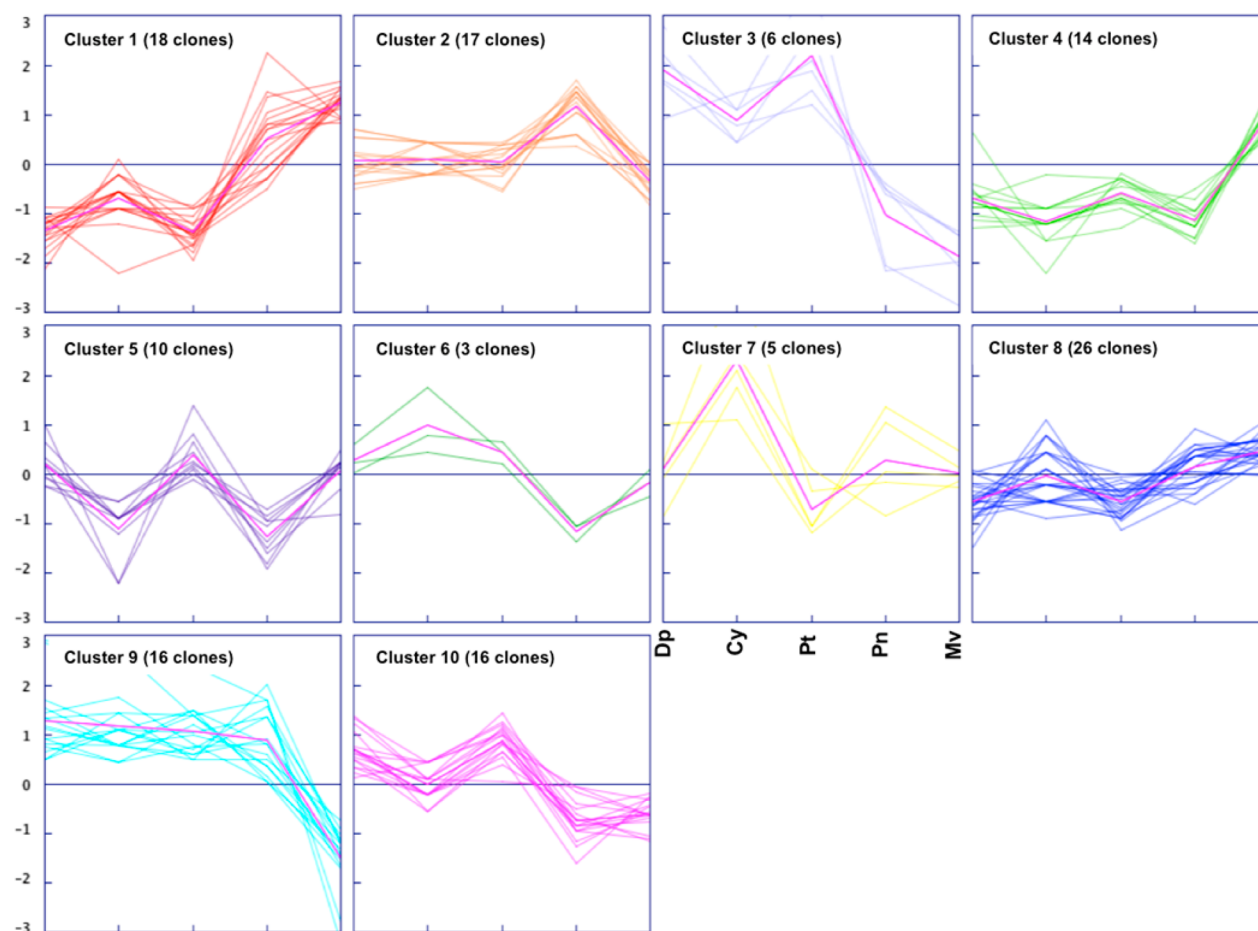 3
2
1
0
-1
-2
-3
Cluster 1 (18 clones)
Cluster 2 (17 clones)
Cluster 3 (6 clones)
Cluster 4 (14 clones)
3
2
1
0
-1
-2
-3
Cluster 5 (10 clones)
Cluster 6 (3 clones)
Cluster 7 (5 clones)
Cluster 8 (26 clones)
Dp
Cy
Pt
Pn
Mv
3
2
1
0
-1
-2
-3
Cluster 9 (16 clones)
Cluster 10 (16 clones)